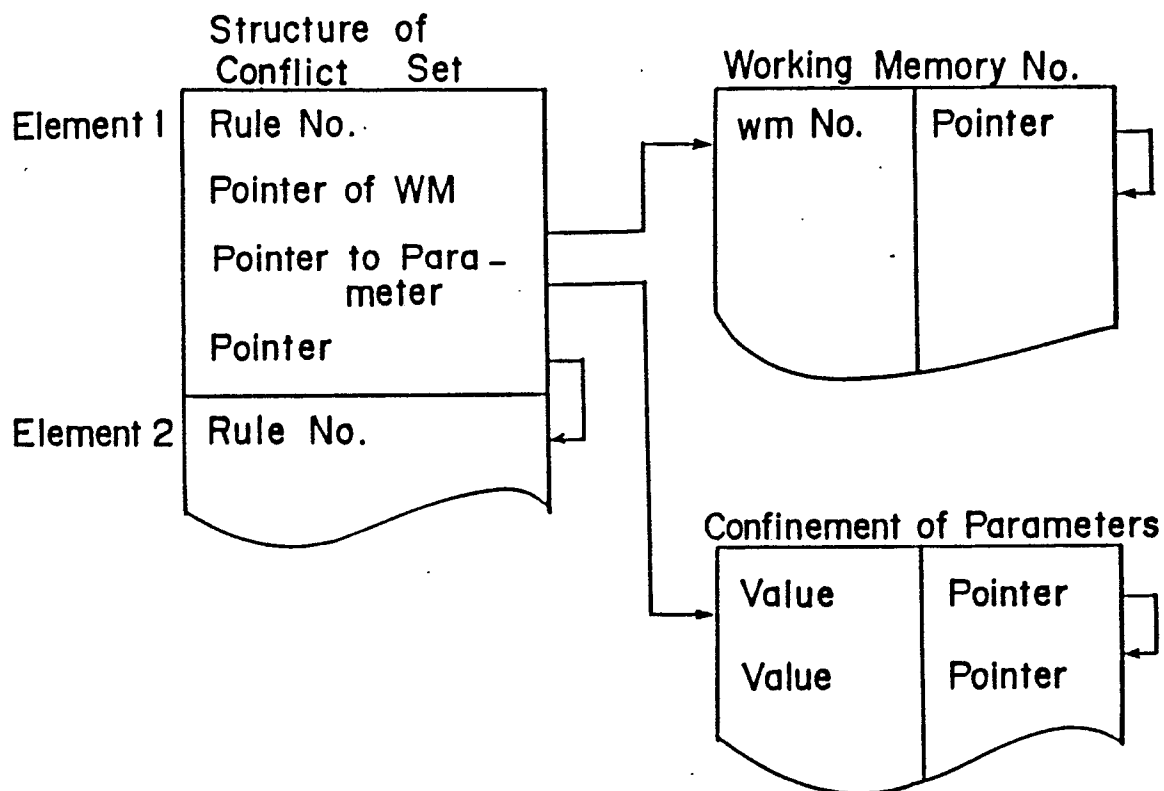 Structure of
Conflict Set
Element 1
Rule No.
Pointer of WM
Pointer to Para-
meter
Pointer
Element 2
Rule No.
Working Memory No.
wm No.
Pointer
Confinement of Parameters
Value
Pointer
Value
Pointer